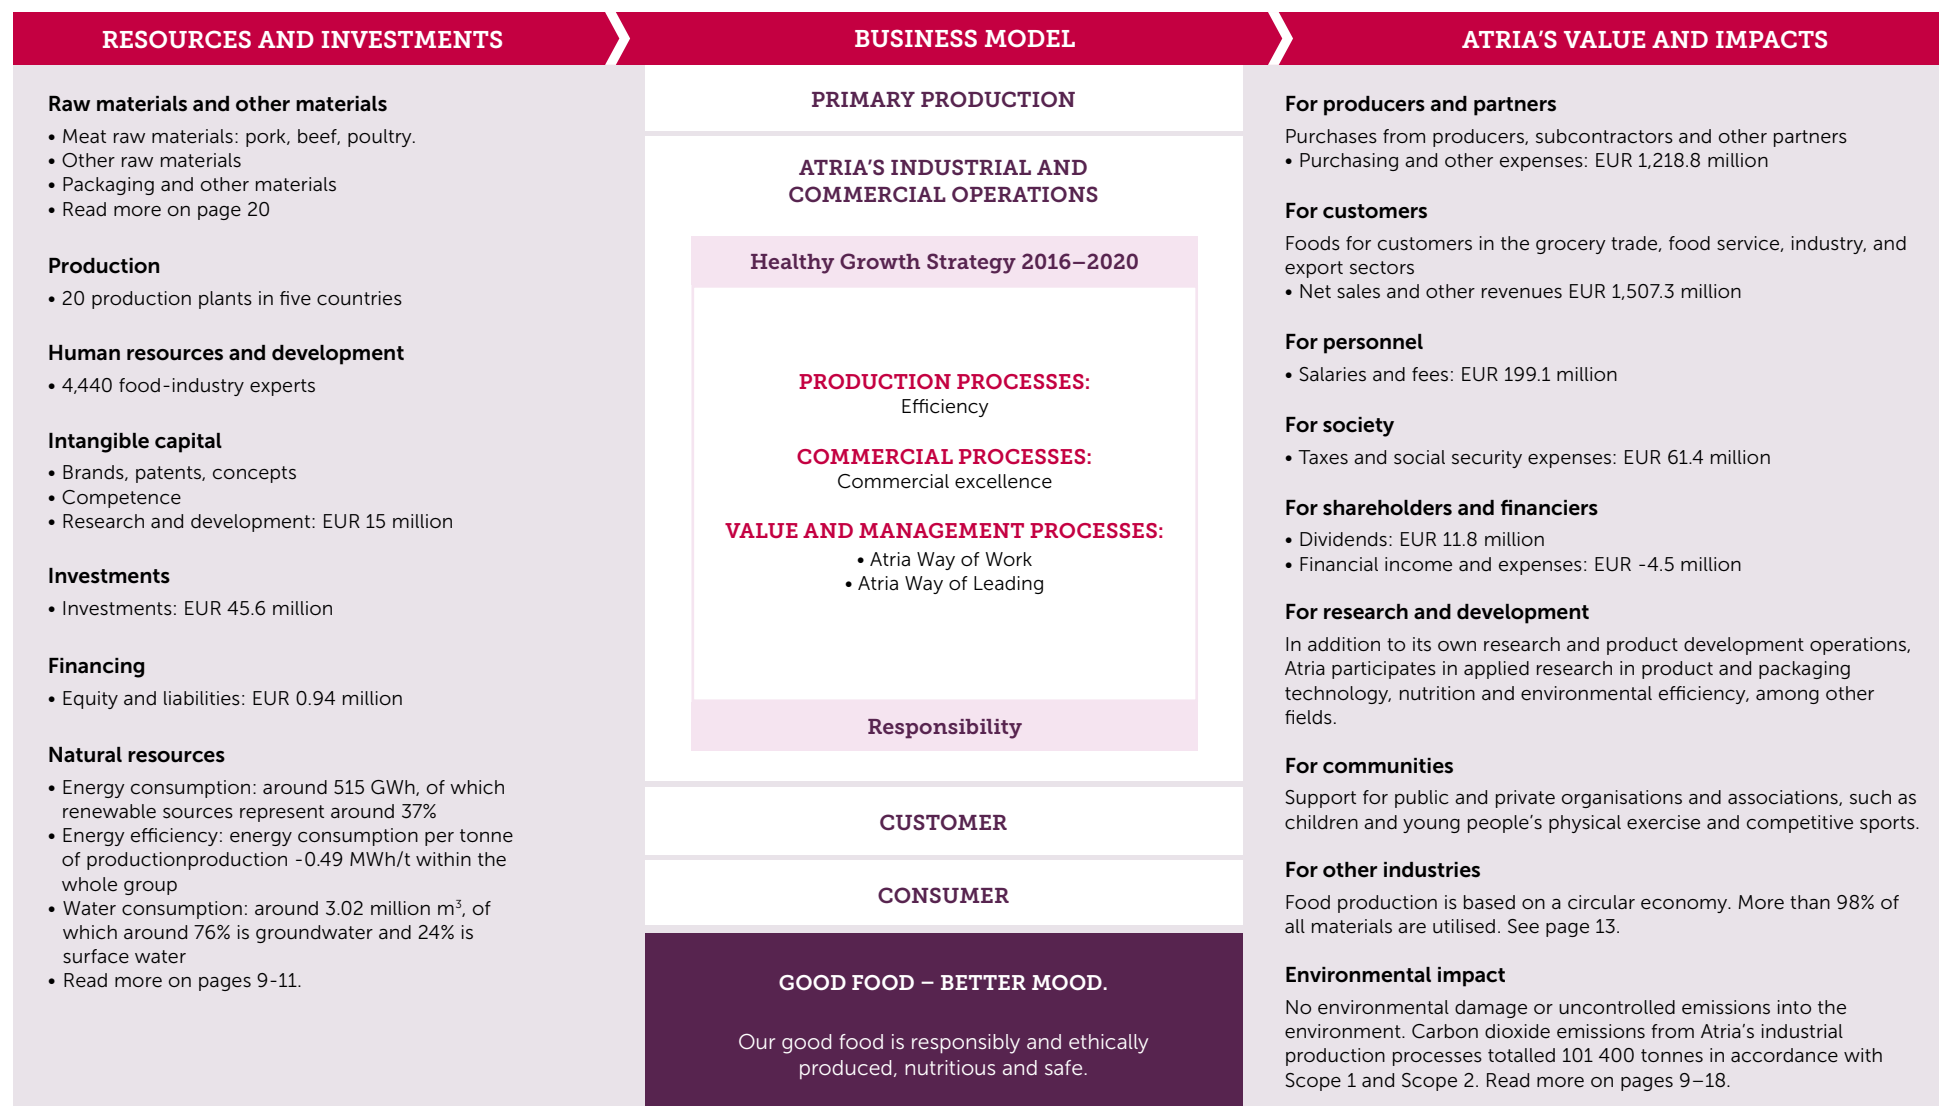 RESOURCES AND INVESTMENTS
Raw materials and other materials
• Meat raw materials: pork, beef, poultry.
• Other raw materials
• Packaging and other materials
• Read more on page 20
Production
• 20 production plants in five countries
Human resources and development
• 4,440 food-industry experts
Intangible capital
• Brands, patents, concepts
• Competence
• Research and development: EUR 15 million
Investments
• Investments: EUR 45.6 million
Financing
• Equity and liabilities: EUR 0.94 million
Natural resources
• Energy consumption: around 515 GWh, of which
renewable sources represent around 37%
• Energy efficiency: energy consumption per tonne
of productionproduction -0.49 MWh/t within the
whole group
• Water consumption: around 3.02 million m³, of
which around 76% is groundwater and 24% is
surface water
• Read more on pages 9-11.
BUSINESS MODEL
PRIMARY PRODUCTION
ATRIA'S INDUSTRIAL AND
COMMERCIAL OPERATIONS
Healthy Growth Strategy 2016–2020
PRODUCTION PROCESSES:
Efficiency
COMMERCIAL PROCESSES:
Commercial excellence
VALUE AND MANAGEMENT PROCESSES:
• Atria Way of Work
• Atria Way of Leading
Responsibility
CUSTOMER
CONSUMER
GOOD FOOD – BETTER MOOD.
Our good food is responsibly and ethically
produced, nutritious and safe.
ATRIA'S VALUE AND IMPACTS
For producers and partners
Purchases from producers, subcontractors and other partners
• Purchasing and other expenses: EUR 1,218.8 million
For customers
Foods for customers in the grocery trade, food service, industry, and
export sectors
• Net sales and other revenues EUR 1,507.3 million
For personnel
• Salaries and fees: EUR 199.1 million
For society
• Taxes and social security expenses: EUR 61.4 million
For shareholders and financiers
• Dividends: EUR 11.8 million
• Financial income and expenses: EUR -4.5 million
For research and development
In addition to its own research and product development operations,
Atria participates in applied research in product and packaging
technology, nutrition and environmental efficiency, among other
fields.
For communities
Support for public and private organisations and associations, such as
children and young people's physical exercise and competitive sports.
For other industries
Food production is based on a circular economy. More than 98% of
all materials are utilised. See page 13.
Environmental impact
No environmental damage or uncontrolled emissions into the
environment. Carbon dioxide emissions from Atria's industrial
production processes totalled 101 400 tonnes in accordance with
Scope 1 and Scope 2. Read more on pages 9–18.